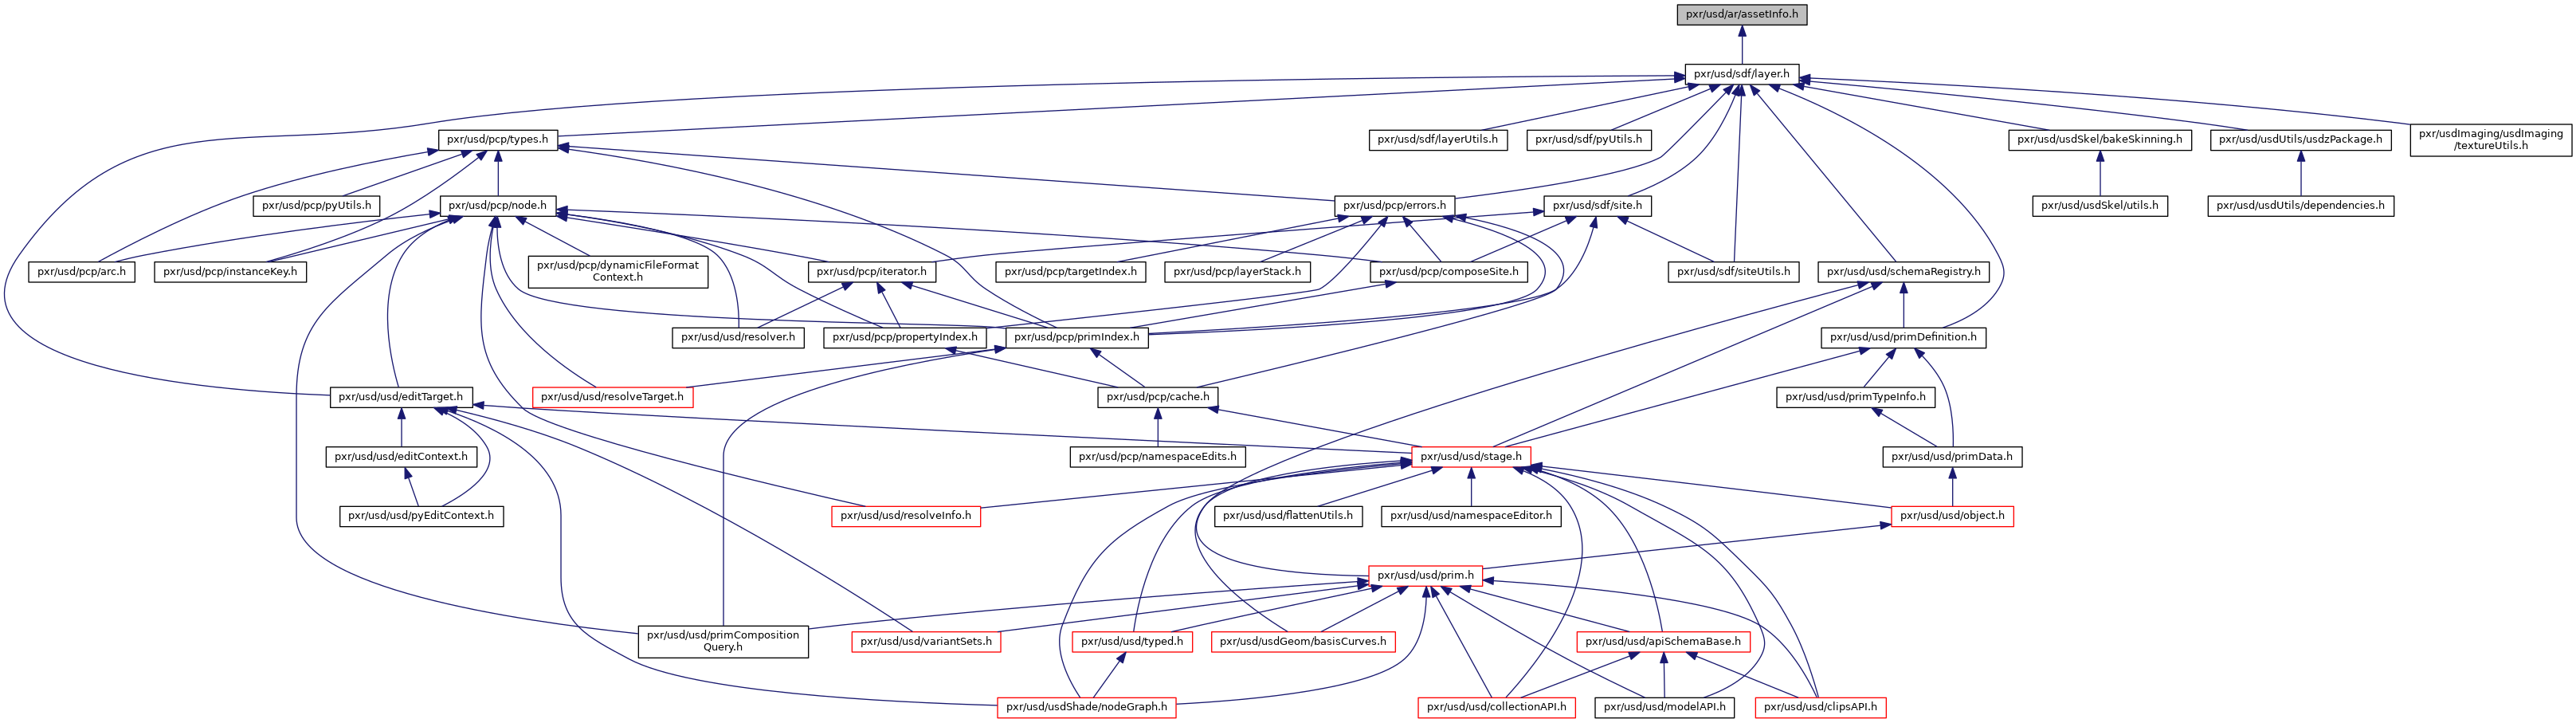 pxr/usd/ar/assetInfo.h
pxr/usd/sdf/layer.h
pxr/usd/pcp/types.h
pxr/usd/sdf/layerUtils.h
pxr/usd/sdf/pyUtils.h
pxr/usd/usdSkel/bakeSkinning.h
pxr/usd/usdUtils/usdzPackage.h
pxr/usdImaging/usdImaging
/textureUtils.h
pxr/usd/pcp/pyUtils.h
pxr/usd/pcp/node.h
pxr/usd/pcp/errors.h
pxr/usd/sdf/site.h
pxr/usd/usdSkel/utils.h
pxr/usd/usdUtils/dependencies.h
pxr/usd/pcp/arc.h
pxr/usd/pcp/instanceKey.h
pxr/usd/pcp/dynamicFileFormat
Context.h
pxr/usd/pcp/iterator.h
pxr/usd/pcp/targetIndex.h
pxr/usd/pcp/layerStack.h
pxr/usd/pcp/composeSite.h
pxr/usd/sdf/siteUtils.h
pxr/usd/usd/schemaRegistry.h
pxr/usd/usd/resolver.h
pxr/usd/pcp/propertyIndex.h
pxr/usd/pcp/primIndex.h
pxr/usd/usd/primDefinition.h
pxr/usd/usd/editTarget.h
pxr/usd/usd/resolveTarget.h
pxr/usd/pcp/cache.h
pxr/usd/usd/primTypeInfo.h
pxr/usd/usd/editContext.h
pxr/usd/pcp/namespaceEdits.h
pxr/usd/usd/stage.h
pxr/usd/usd/primData.h
pxr/usd/usd/pyEditContext.h
pxr/usd/usd/resolveInfo.h
pxr/usd/usd/flattenUtils.h
pxr/usd/usd/namespaceEditor.h
pxr/usd/usd/object.h
pxr/usd/usd/prim.h
pxr/usd/usd/primComposition
Query.h
pxr/usd/usd/variantSets.h
pxr/usd/usd/typed.h
pxr/usd/usdGeom/basisCurves.h
pxr/usd/usd/apiSchemaBase.h
pxr/usd/usdShade/nodeGraph.h
pxr/usd/usd/collectionAPI.h
pxr/usd/usd/modelAPI.h
pxr/usd/usd/clipsAPI.h